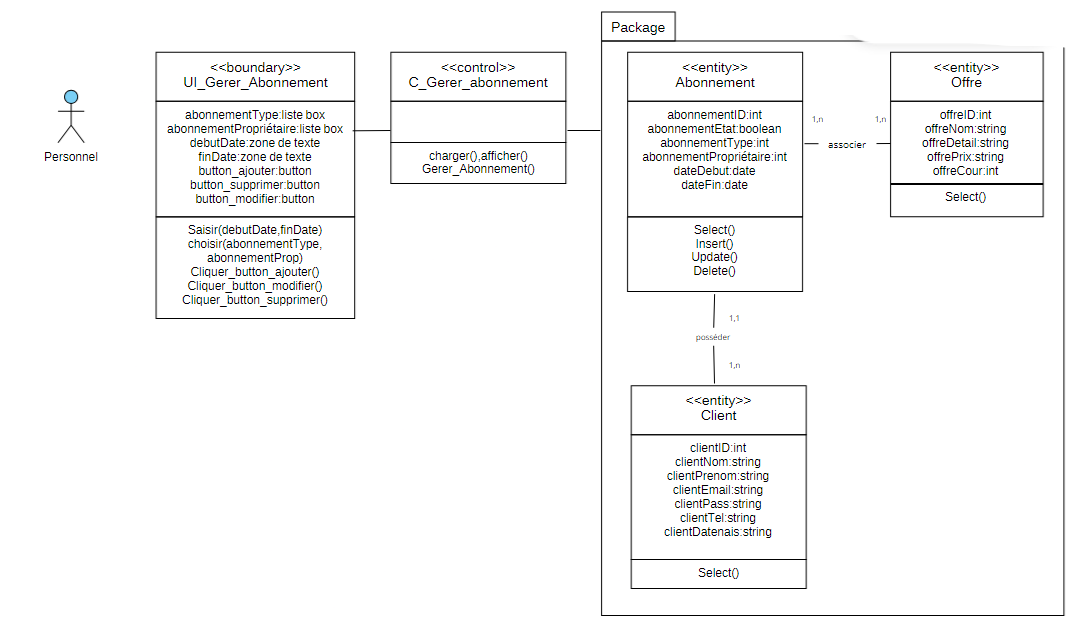 Package
Personnel
<<boundary>>
UI_Gerer_Abonnement
abonnementType:liste box
abonnementPropriétaire:liste box
debutDate:zone de texte
finDate:zone de texte
button_ajouter:button
button_supprimer:button
button_modifier:button
Saisir(debutDate,finDate)
choisir(abonnementType,
abonnementProp)
Cliquer_button_ajouter()
Cliquer_button_modifier()
Cliquer_button_supprimer()
<<control>>
C_Gerer_abonnement
charger(),afficher()
Gerer_Abonnement()
<<entity>>
Abonnement
abonnementID:int
abonnementEtat:boolean
abonnementType:int
abonnementPropriétaire:int
dateDebut:date
dateFin:date
Select()
Insert()
Update()
Delete()
1,n
associer
1,n
<<entity>>
Offre
offreID:int
offreNom:string
offreDetail:string
offrePrix:string
offreCour:int
Select()
1,1
posséder
1,n
<<entity>>
Client
clientID:int
clientNom:string
clientPrenom:string
clientEmail:string
clientPass:string
clientTel:string
clientDatenais:string
Select()